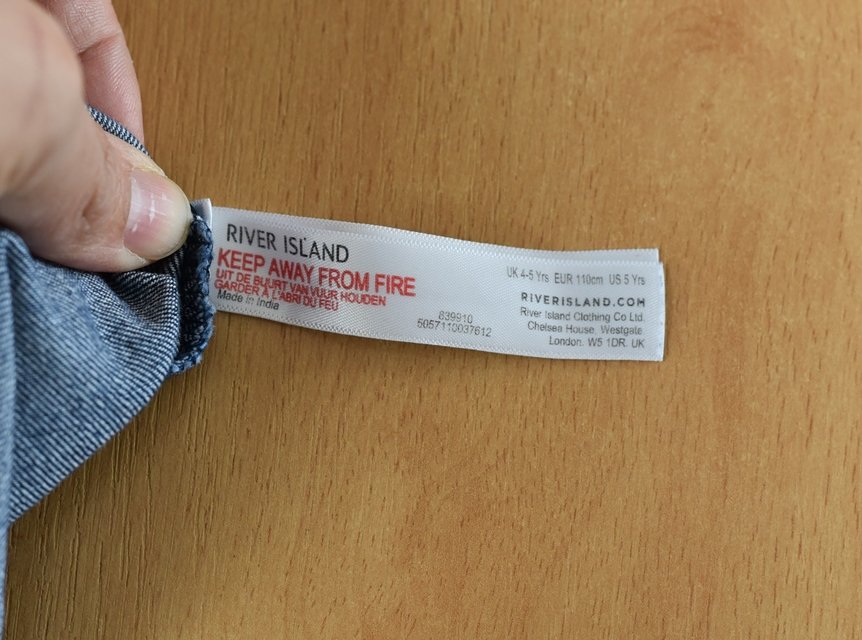 RIVER ISLAND
KEEP AWAY FROM FIRE
UIT DE BUURT VAN VUUR HOUDEN
GARDER À L'ABRI DU FEU
Made in India
839910
5057110037612
UK 4-5 Yrs EUR 110cm US 5 Yrs
RIVERISLAND.COM
River Island Clothing Co Ltd.
Chelsea House, Westgate
London. W5 1DR. UK